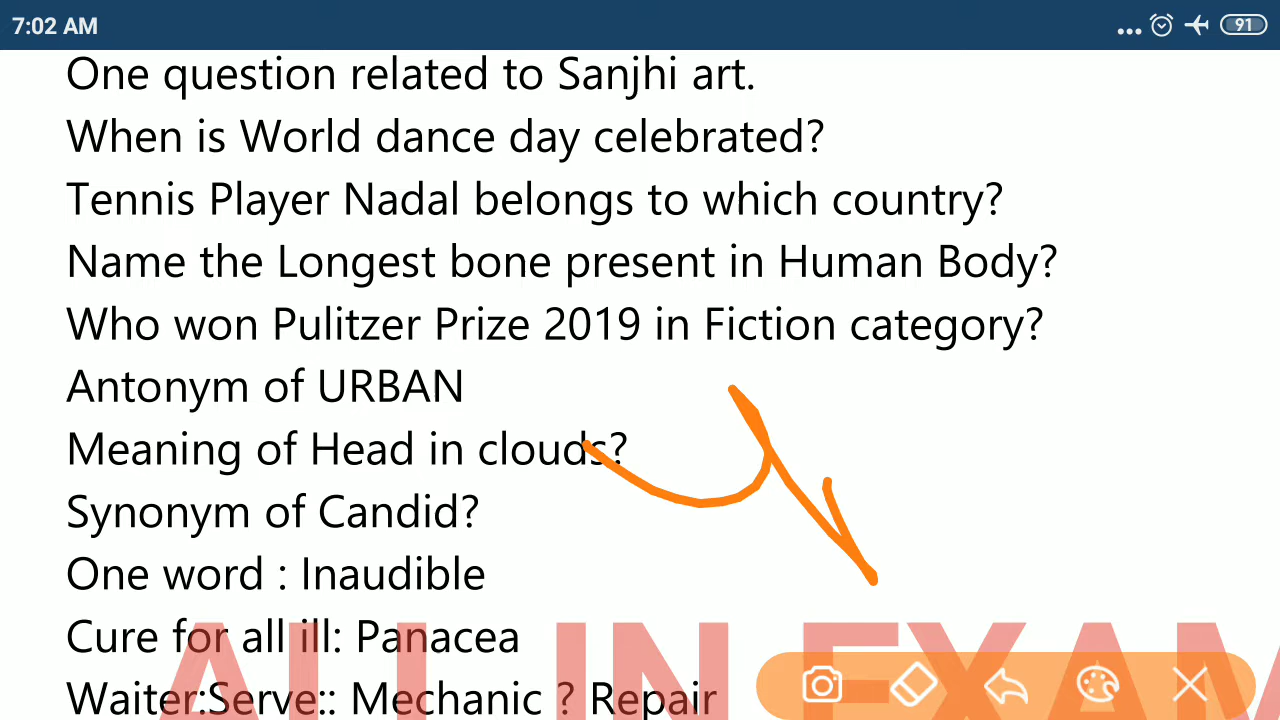 7:02 AM
91
One question related to Sanjhi art.
When is World dance day celebrated?
Tennis Player Nadal belongs to which country?
Name the Longest bone present in Human Body?
Who won Pulitzer Prize 2019 in Fiction category?
Antonym of URBAN
Meaning of Head in clouds?
Synonym of Candid?
One word : Inaudible
Cure for all ill: Panacea
ALL IN EXAM
Waiter:Serve:: Mechanic ? Repair